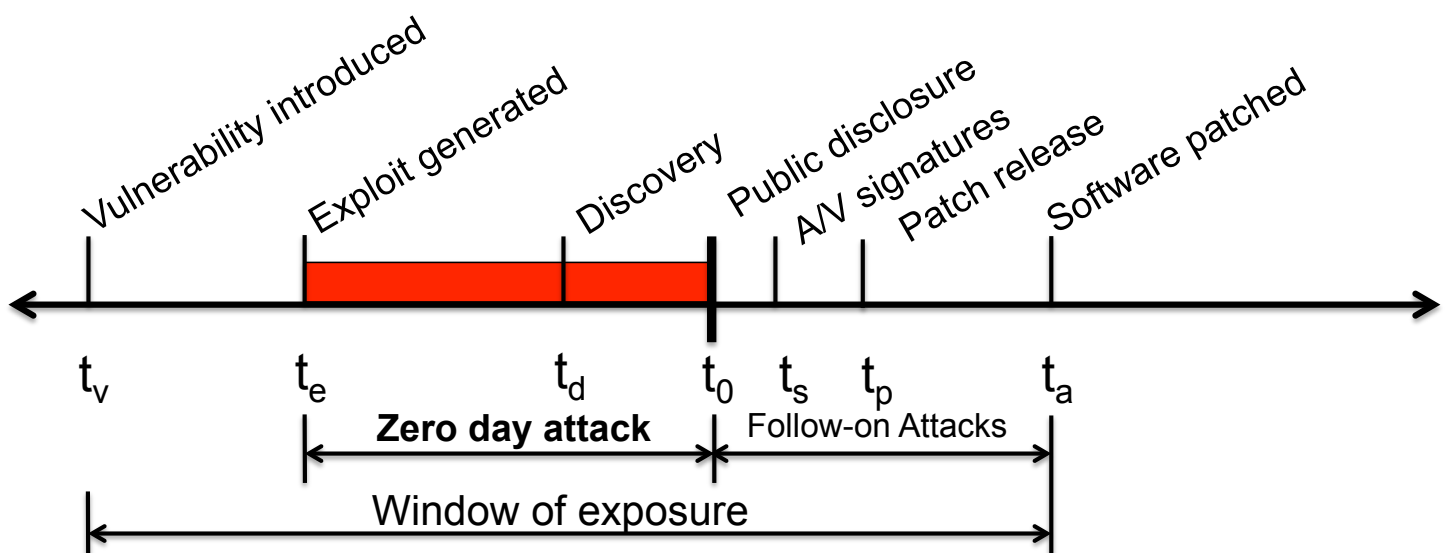 Vulnerability introduced
Exploit generated
Discovery
Public disclosure
A/V signatures
Patch release
Software patched
tv
te
td
t0
ts
tp
ta
Zero day attack
Follow-on Attacks
Window of exposure